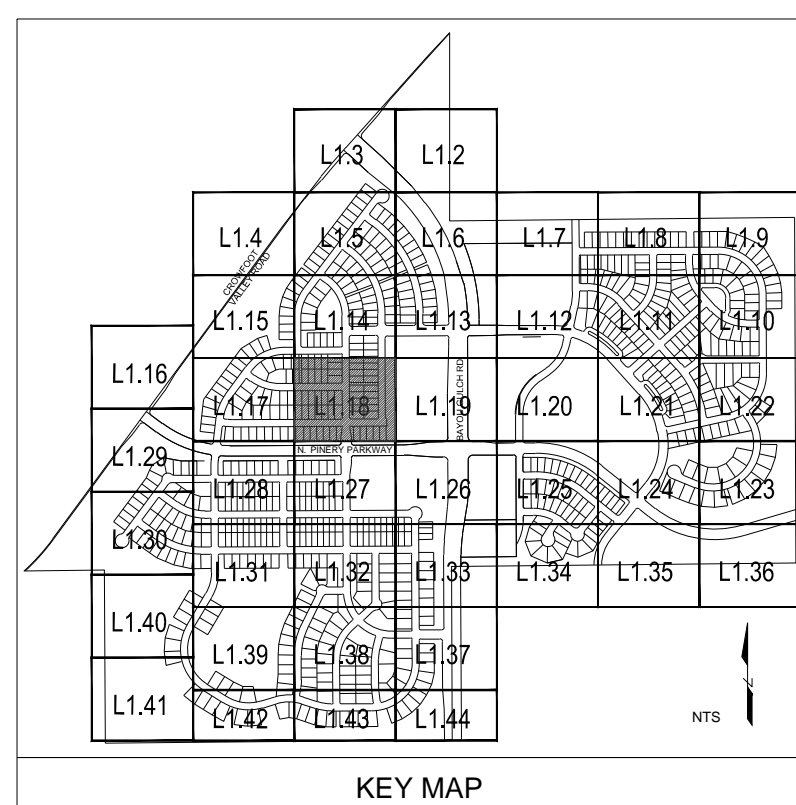 L1.3 L1.2
L1.4 L1.5 L1.6 L1.7 L1.8 L1.9
CROWFOOT
VALLEY ROAD
L1.15 L1.14 L1.13 L1.12 L1.11 L1.10
L1.16
BAYOU GULCH RD
L1.17 L1.18 L1.19 L1.20 L1.21 L1.22
N. PINERY PARKWAY
L1.29
L1.28 L1.27 L1.26 L1.25 L1.24 L1.23
L1.30
L1.31 L1.32 L1.33 L1.34 L1.35 L1.36
L1.40
L1.39 L1.38 L1.37
L1.41
L1.42 L1.43 L1.44
NTS
N
KEY MAP